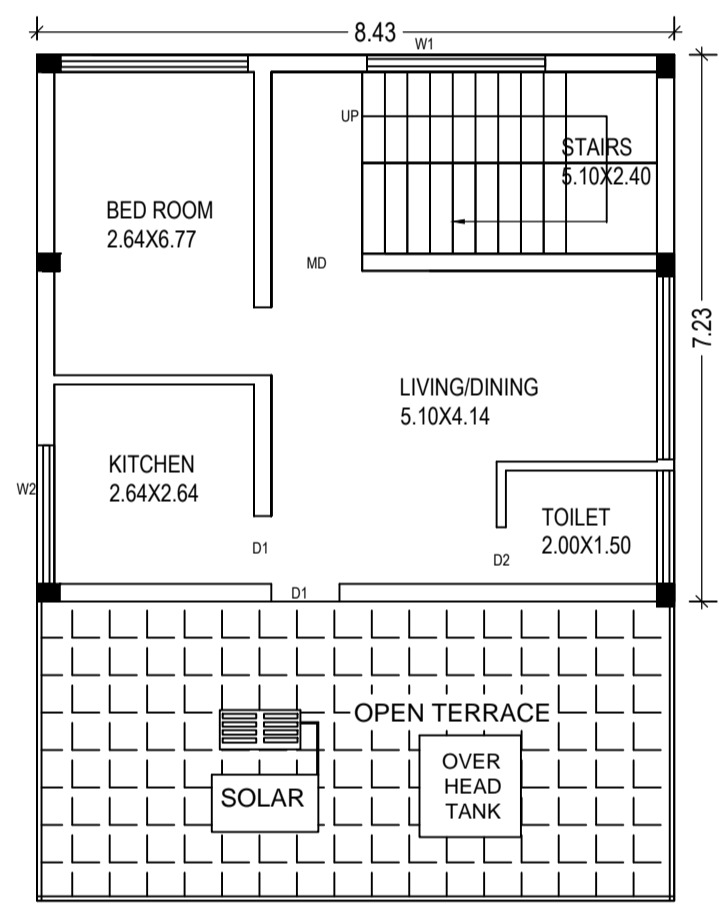 8.43
W1
UP
STAIRS
5.10X2.40
BED ROOM
2.64X6.77
MD
7.23
LIVING/DINING
5.10X4.14
KITCHEN
2.64X2.64
W2
TOILET
2.00X1.50
D1
D2
D1
OPEN TERRACE
SOLAR
OVER
HEAD
TANK